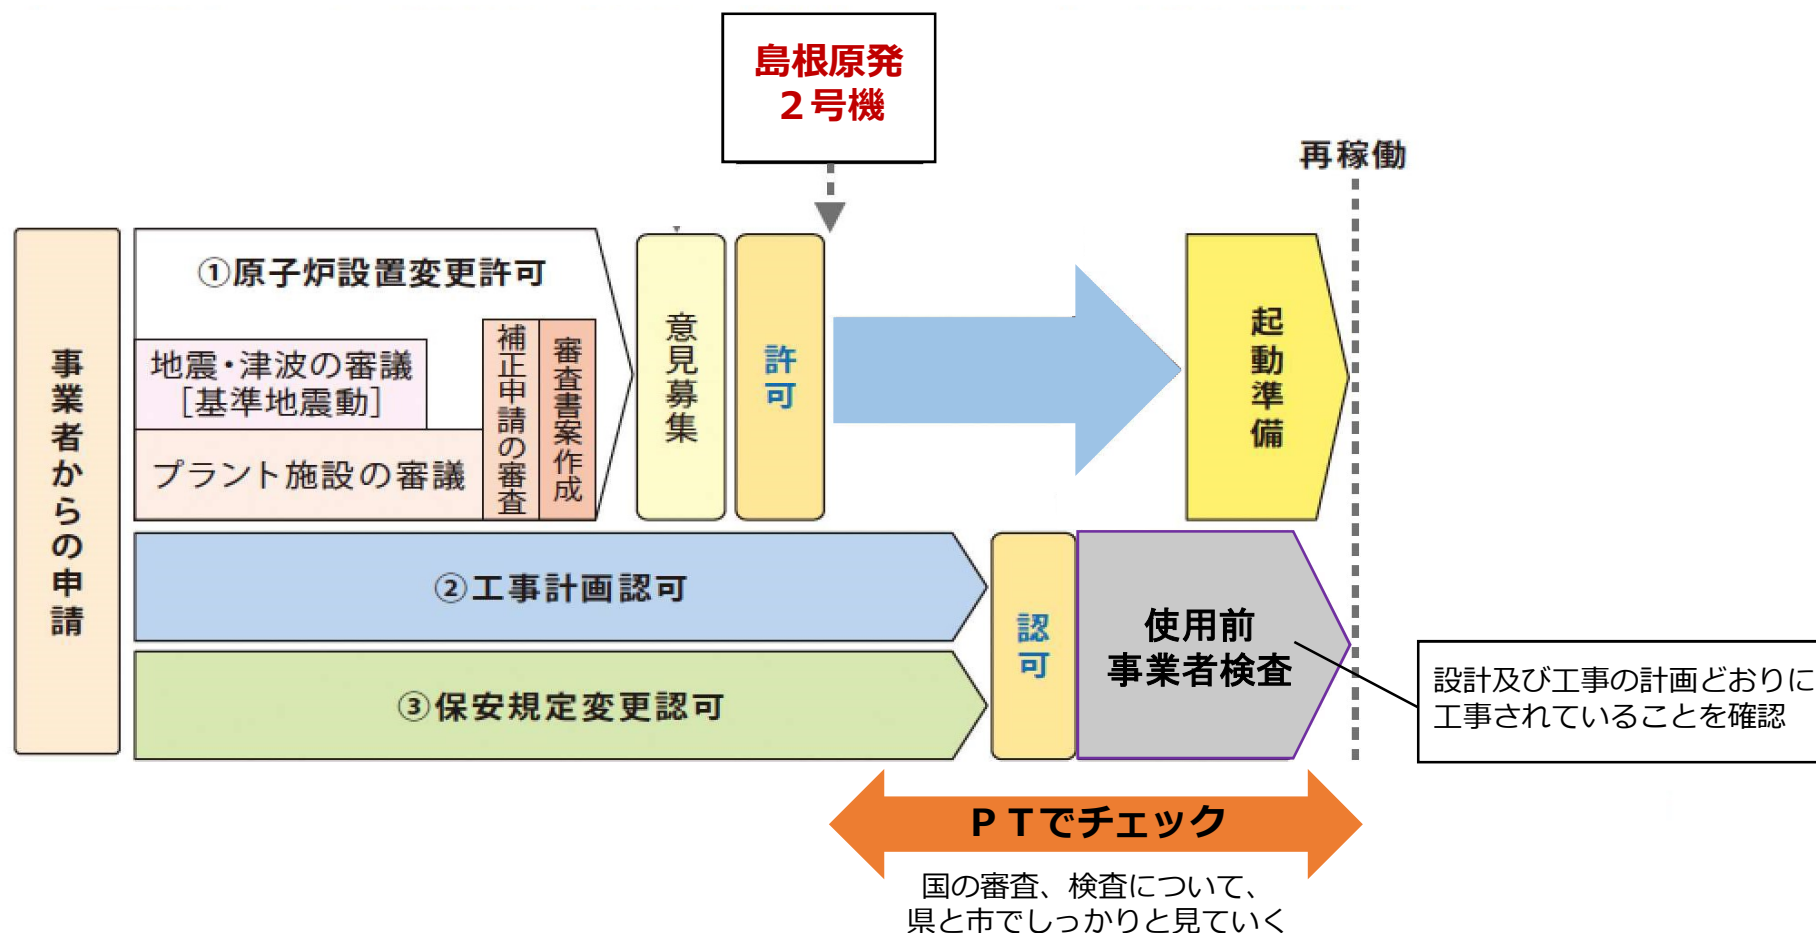 島根原発
２号機
再稼働
事業者からの申請
①原子炉設置変更許可
地震・津波の審議
［基準地震動］
プラント施設の審議
補正申請の審査
審査書案作成
意見募集
許可
起動準備
②工事計画認可
③保安規定変更認可
認可
使用前
事業者検査
設計及び工事の計画どおりに
工事されていることを確認
ＰＴでチェック
国の審査、検査について、
県と市でしっかりと見ていく